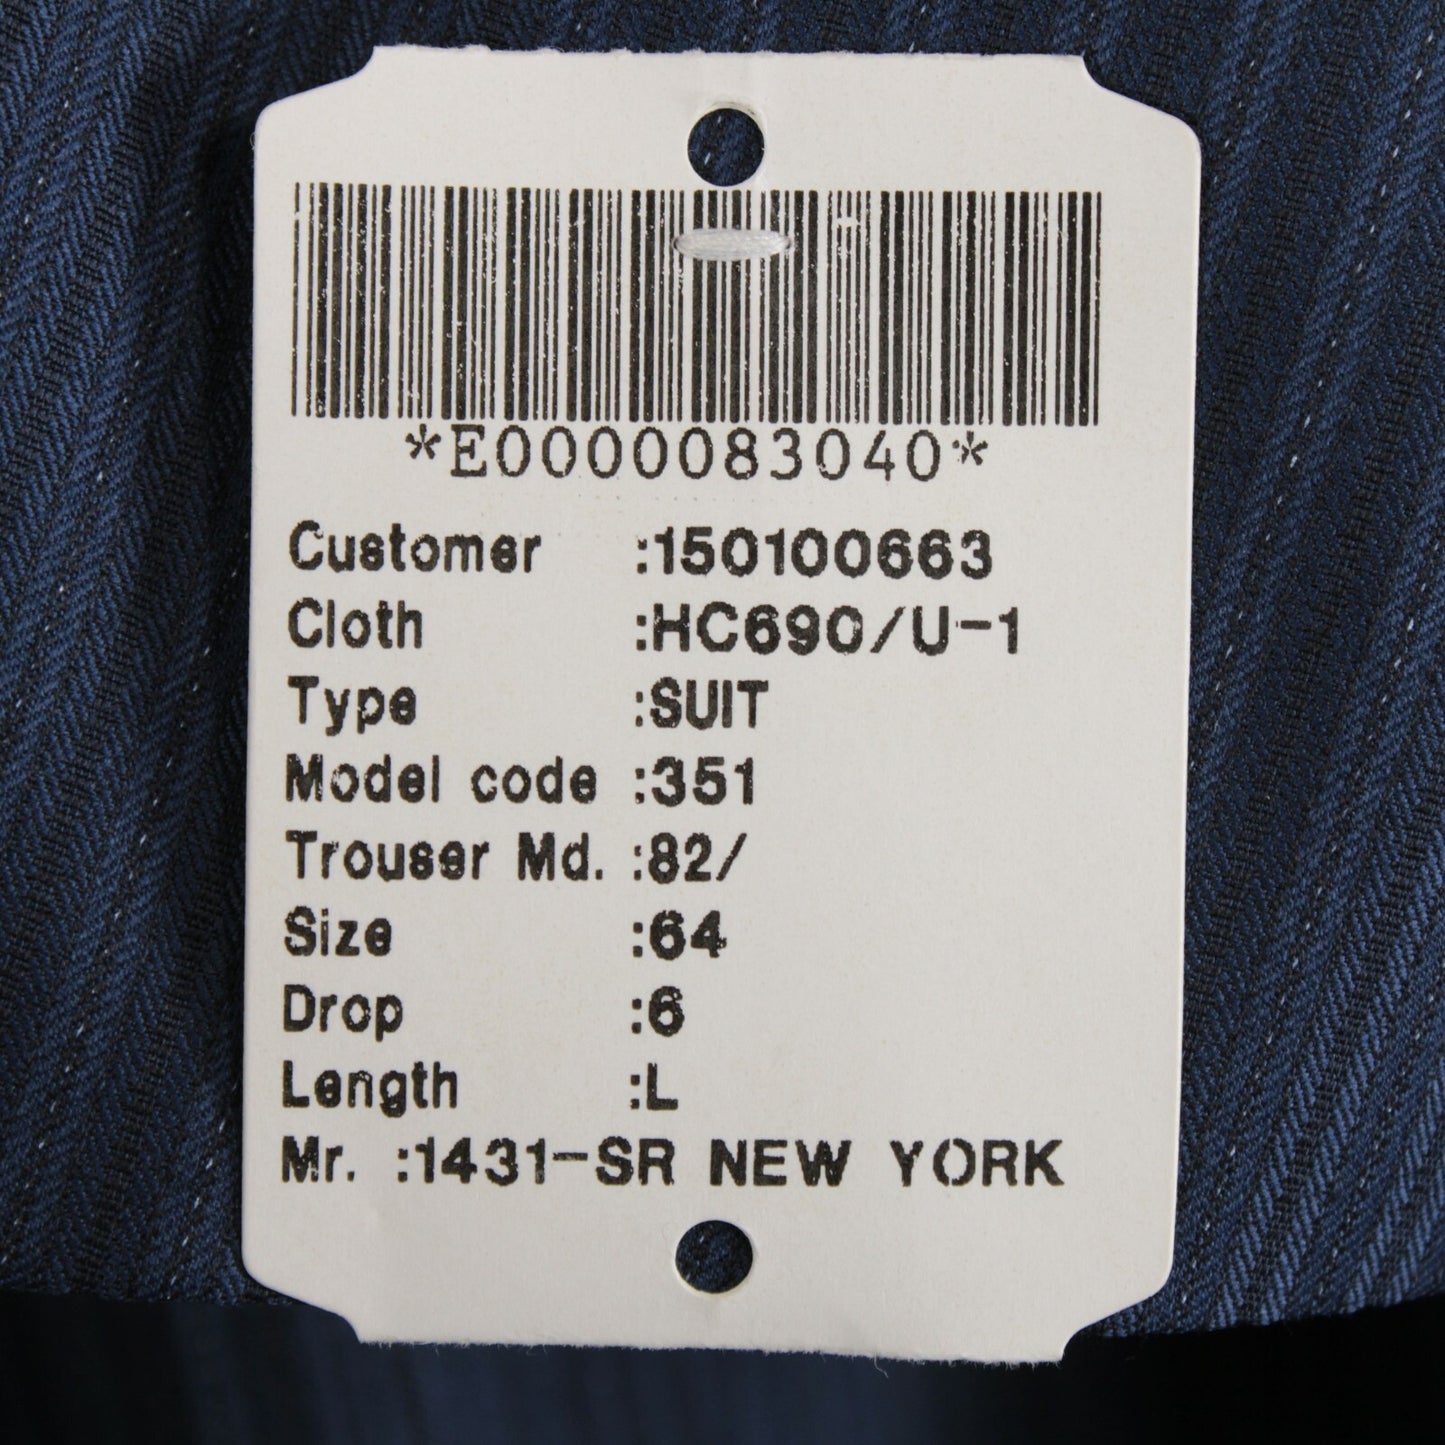 *E0000083040*
Customer :150100663
Cloth :HC690/U-1
Type :SUIT
Model code :351
Trouser Md. :82/
Size :64
Drop :6
Length :L
Mr. :1431-SR NEW YORK